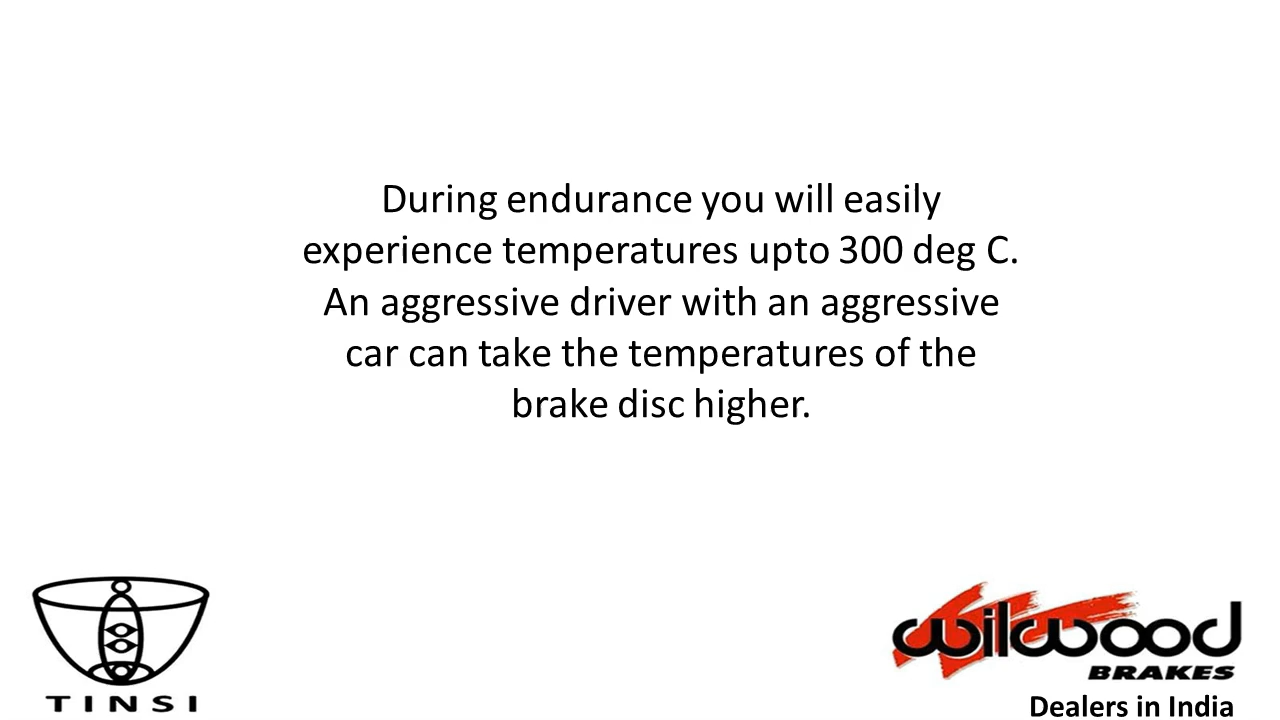 During endurance you will easily
experience temperatures upto 300 deg C.
An aggressive driver with an aggressive
car can take the temperatures of the
brake disc higher.
TINSI
wilwood
BRAKES
Dealers in India